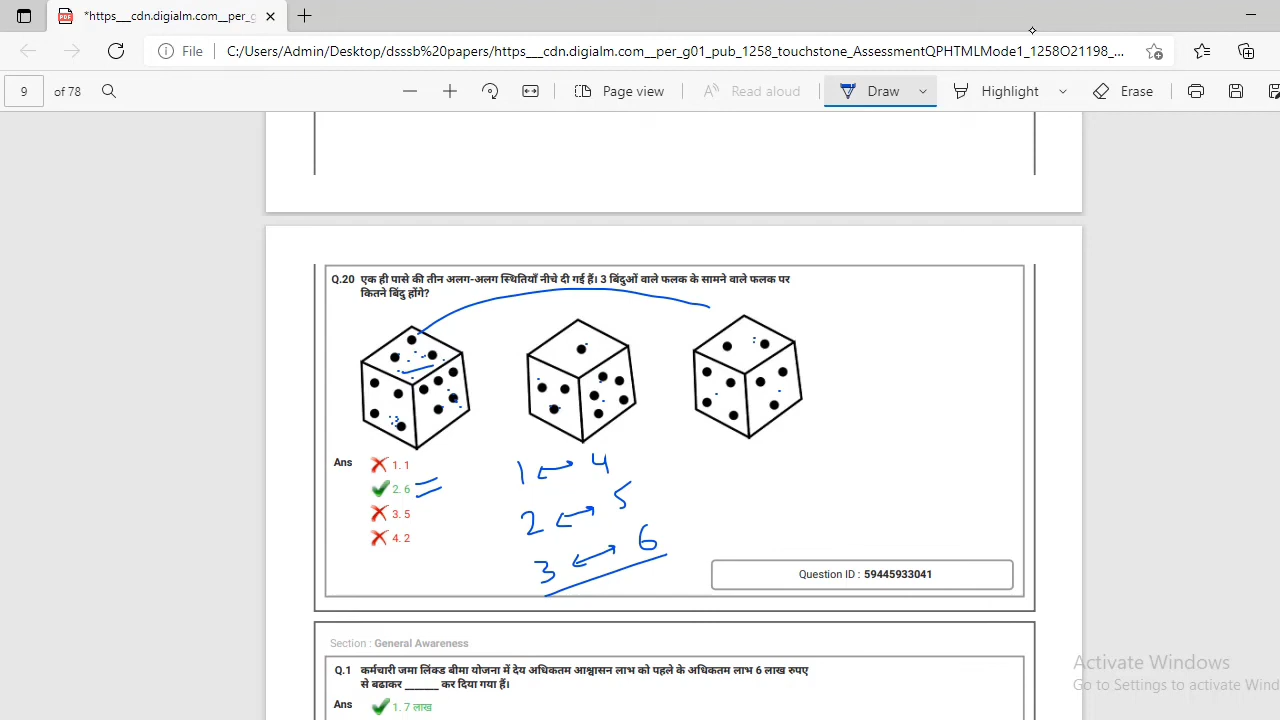 *https___cdn.digialm.com__per_g
File
C:/Users/Admin/Desktop/dsssb%20papers/https___cdn.digialm.com__per_g01_pub_1258_touchstone_AssessmentQPHTMLMode1_1258O21198_...
9 of 78
Page view
Read aloud
Draw
Highlight
Erase
Q.20 एक ही पासे की तीन अलग-अलग स्थितियाँ नीचे दी गई हैं। 3 बिंदुओं वाले फलक के सामने वाले फलक पर
कितने बिंदु होंगे?
Ans
1. 1
2. 6
3. 5
4. 2
1 ↔ 4
2 ↔ 5
3 ↔ 6
Question ID : 59445933041
Section : General Awareness
Q.1 कर्मचारी जमा लिंक्ड बीमा योजना में देय अधिकतम आश्वासन लाभ को पहले के अधिकतम लाभ 6 लाख रुपए
से बढाकर ______ कर दिया गया हैं।
Ans
1. 7 लाख
Activate Windows
Go to Settings to activate Wind